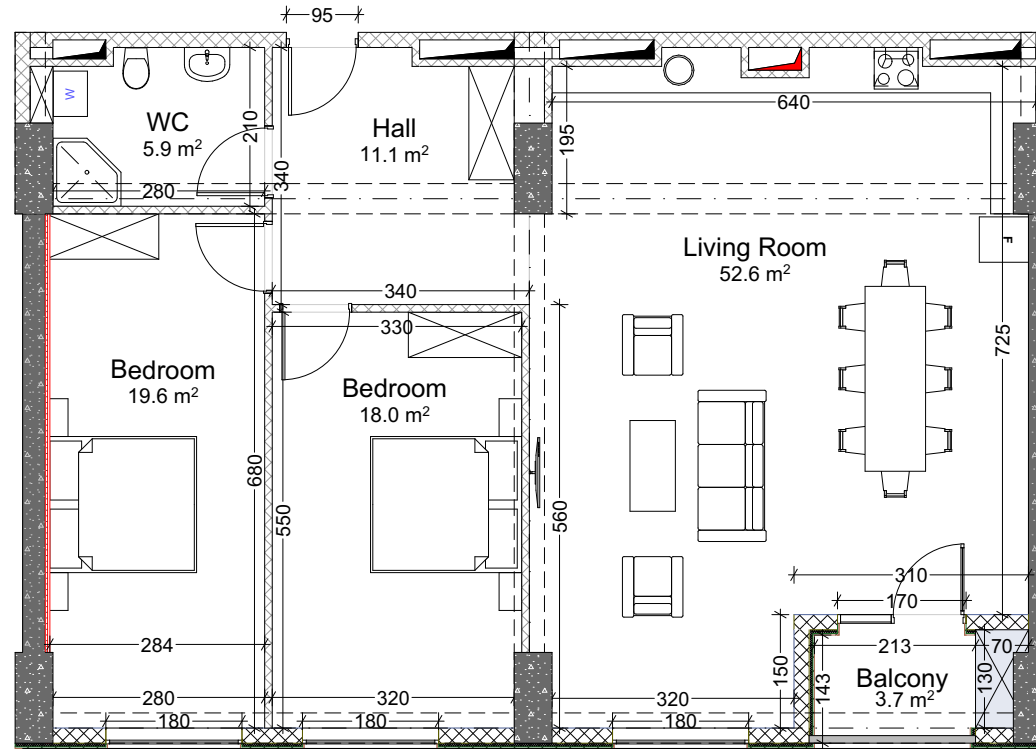 95
W
WC
5.9 m²
210
280
340
Hall
11.1 m²
195
640
Living Room
52.6 m²
F
340
330
725
Bedroom
19.6 m²
Bedroom
18.0 m²
680
550
560
310
170
284
213
70
280
320
320
150
143
Balcony
3.7 m²
130
180
180
180